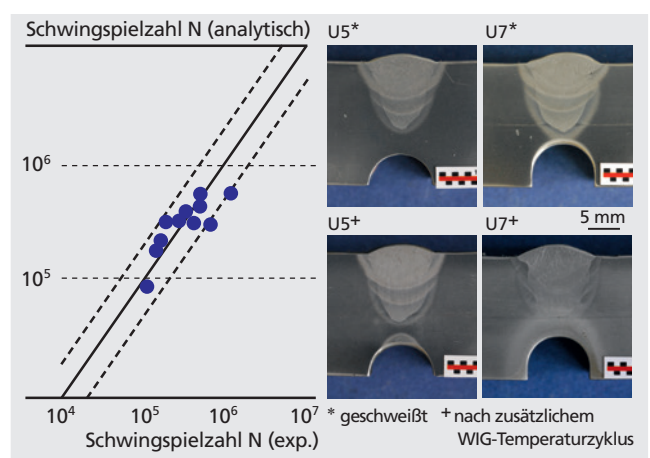 Schwingspielzahl N (analytisch)
10⁶
10⁵
10⁴ 10⁵ 10⁶ 10⁷
Schwingspielzahl N (exp.)
U5* U7*
U5+ U7+
5 mm
* geschweißt + nach zusätzlichem
WIG-Temperaturzyklus